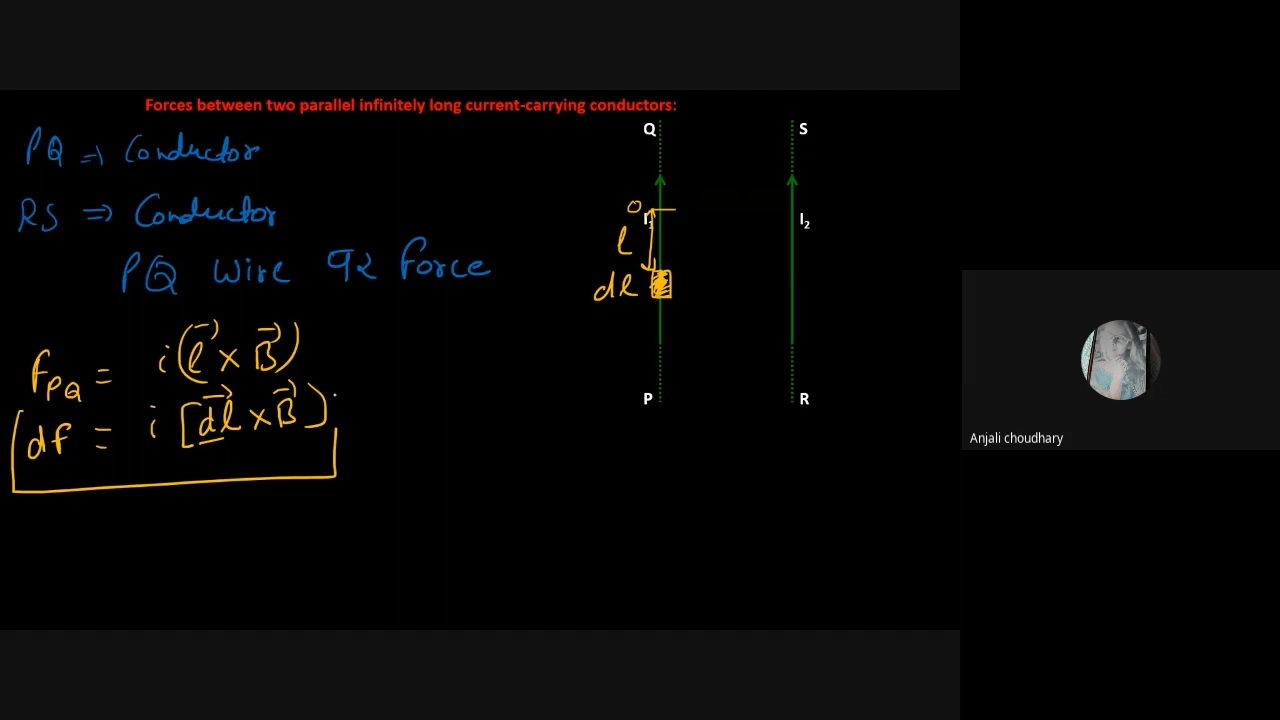 Forces between two parallel infinitely long current-carrying conductors:
PQ => Conductor
RS => Conductor
PQ wire पर force
F_PQ = i(l⃗ × B⃗)
df = i [d⃗l × B⃗]
Q
S
O
I₁
I₂
l
dl
P
R
Anjali choudhary